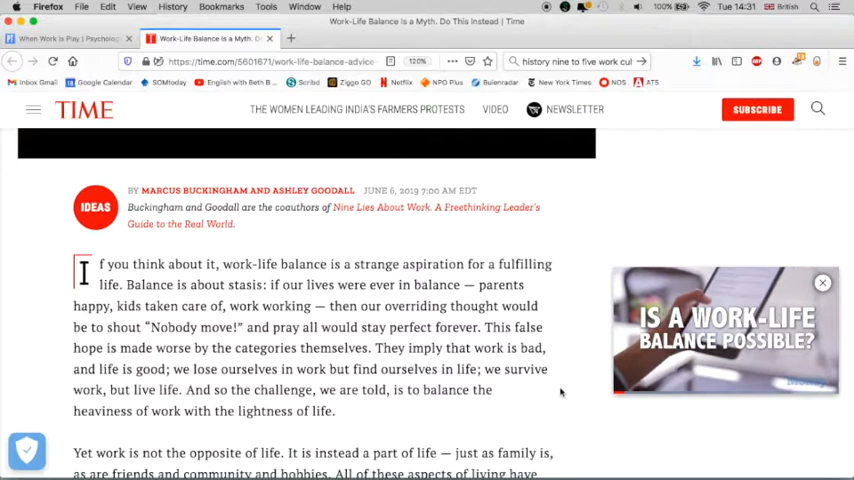 Firefox File Edit View History Bookmarks Tools Window Help 100% British Tue 14:31
Work-Life Balance Is a Myth. Do This Instead | Time
When Work Is Play | Psycholog Work-Life Balance Is a Myth. Do
https://time.com/5601671/work-life-balance-advice 120% history nine to five work cul
Inbox Gmail Google Calendar SOMtoday English with Beth B Scribd Ziggo GO Netflix NPO Plus Buienradar New York Times NOS ATS
TIME THE WOMEN LEADING INDIA'S FARMERS PROTESTS VIDEO NEWSLETTER SUBSCRIBE
IDEAS
BY MARCUS BUCKINGHAM AND ASHLEY GOODALL JUNE 6, 2019 7:00 AM EDT
Buckingham and Goodall are the coauthors of Nine Lies About Work. A Freethinking Leader's
Guide to the Real World.
If you think about it, work-life balance is a strange aspiration for a fulfilling
life. Balance is about stasis: if our lives were ever in balance — parents
happy, kids taken care of, work working — then our overriding thought would
be to shout “Nobody move!” and pray all would stay perfect forever. This false
hope is made worse by the categories themselves. They imply that work is bad,
and life is good; we lose ourselves in work but find ourselves in life; we survive
work, but live life. And so the challenge, we are told, is to balance the
heaviness of work with the lightness of life.
Yet work is not the opposite of life. It is instead a part of life — just as family is,
as are friends and community and hobbies. All of these aspects of living have
IS A WORK-LIFE
BALANCE POSSIBLE?
Money